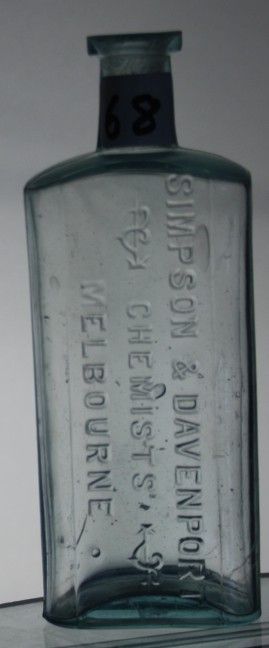 68
SIMPSON & DAVENPORT
CHEMISTS,
MELBOURNE.